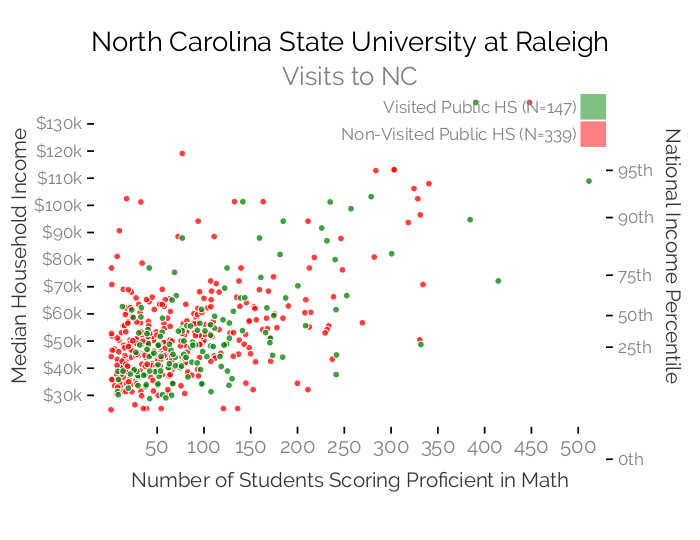 North Carolina State University at Raleigh
Visits to NC
Visited Public HS (N=147)
Non-Visited Public HS (N=339)
Median Household Income
$130k
$120k
$110k
$100k
$90k
$80k
$70k
$60k
$50k
$40k
$30k
National Income Percentile
95th
90th
75th
50th
25th
0th
50 100 150 200 250 300 350 400 450 500
Number of Students Scoring Proficient in Math